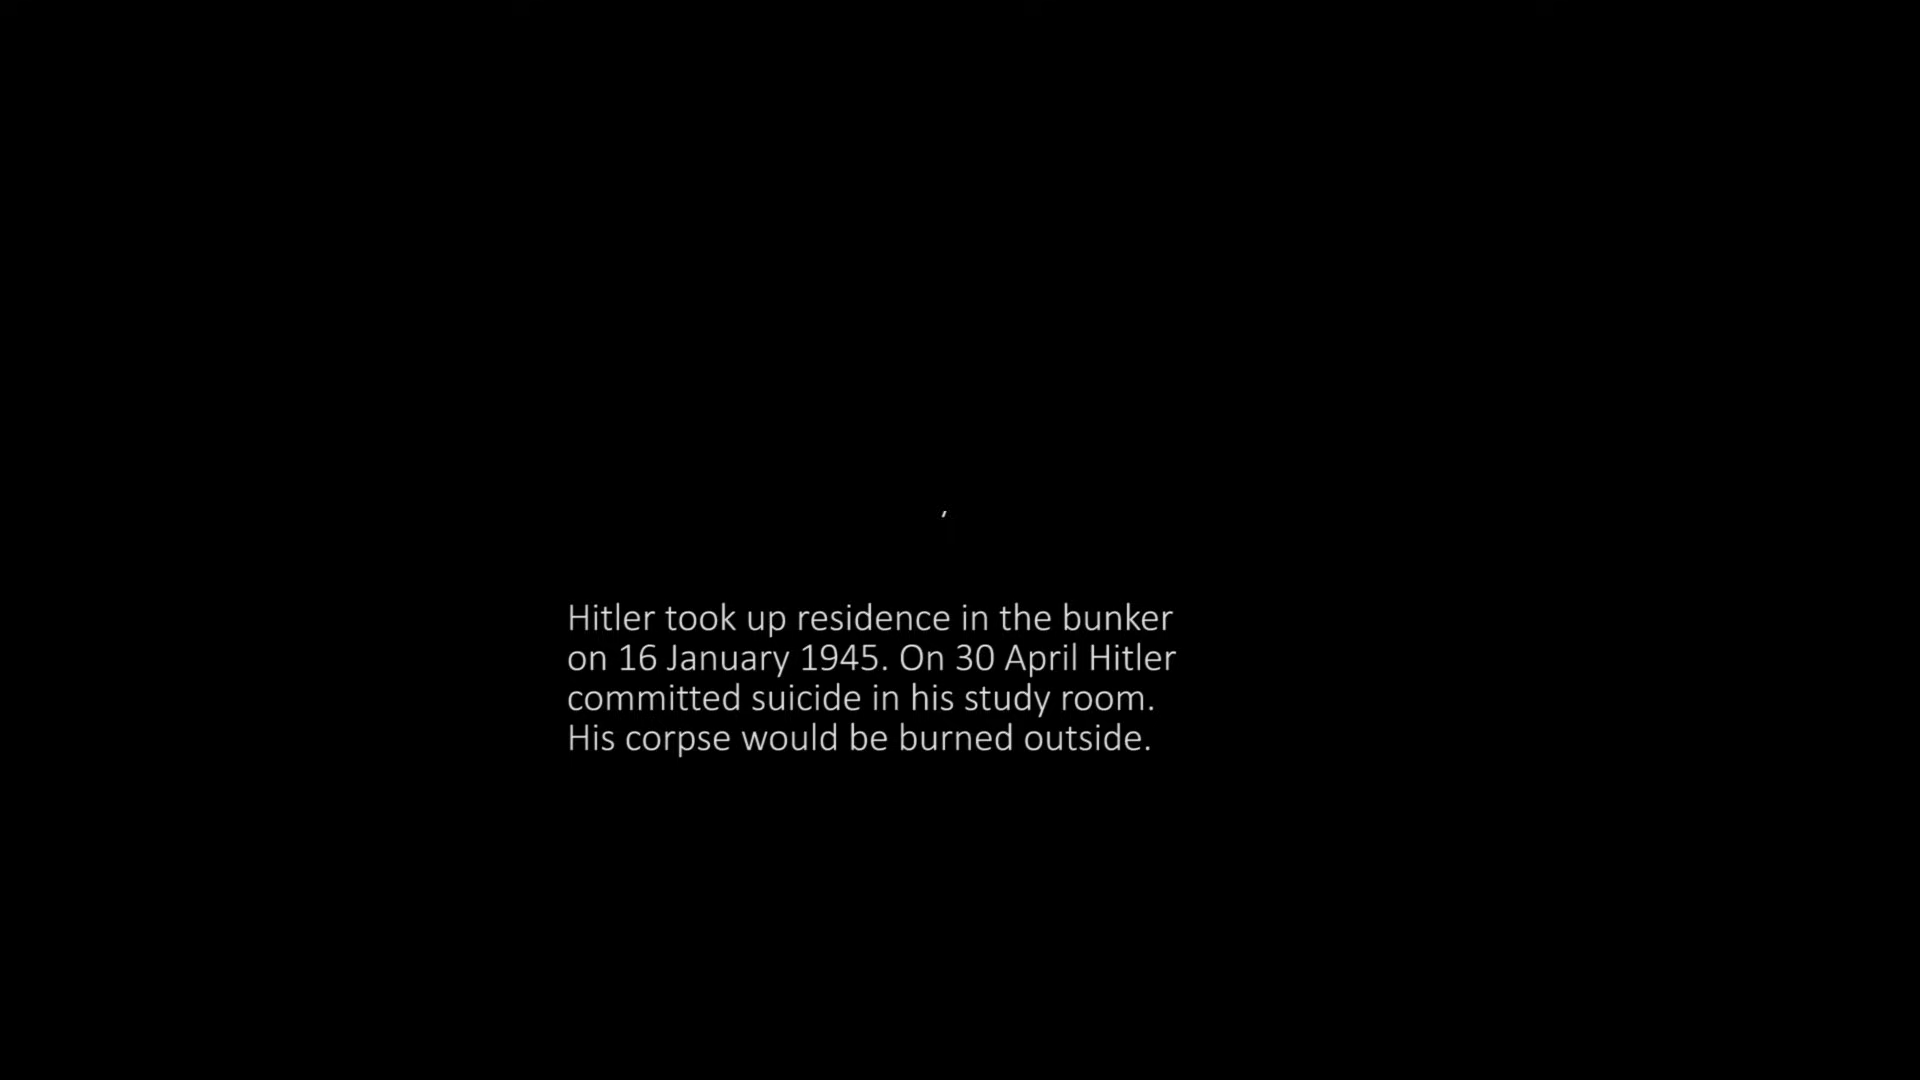 Hitler took up residence in the bunker
on 16 January 1945. On 30 April Hitler
committed suicide in his study room.
His corpse would be burned outside.